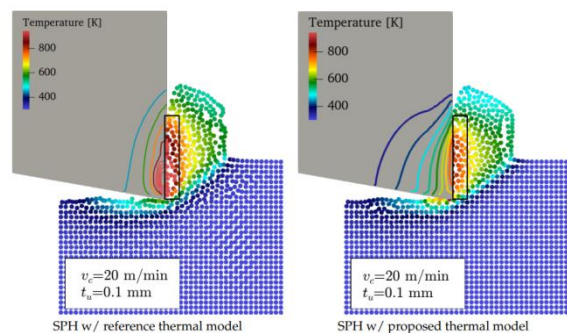 Temperature [K]
800
600
400
v_c=20 m/min
t_u=0.1 mm
SPH w/ reference thermal model
Temperature [K]
800
600
400
v_c=20 m/min
t_u=0.1 mm
SPH w/ proposed thermal model